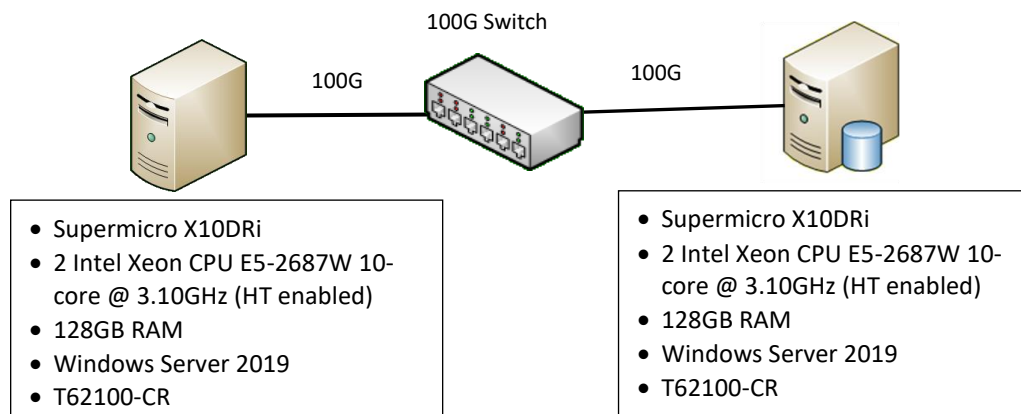 100G Switch
100G
100G
• Supermicro X10DRi
• 2 Intel Xeon CPU E5-2687W 10-
core @ 3.10GHz (HT enabled)
• 128GB RAM
• Windows Server 2019
• T62100-CR
• Supermicro X10DRi
• 2 Intel Xeon CPU E5-2687W 10-
core @ 3.10GHz (HT enabled)
• 128GB RAM
• Windows Server 2019
• T62100-CR